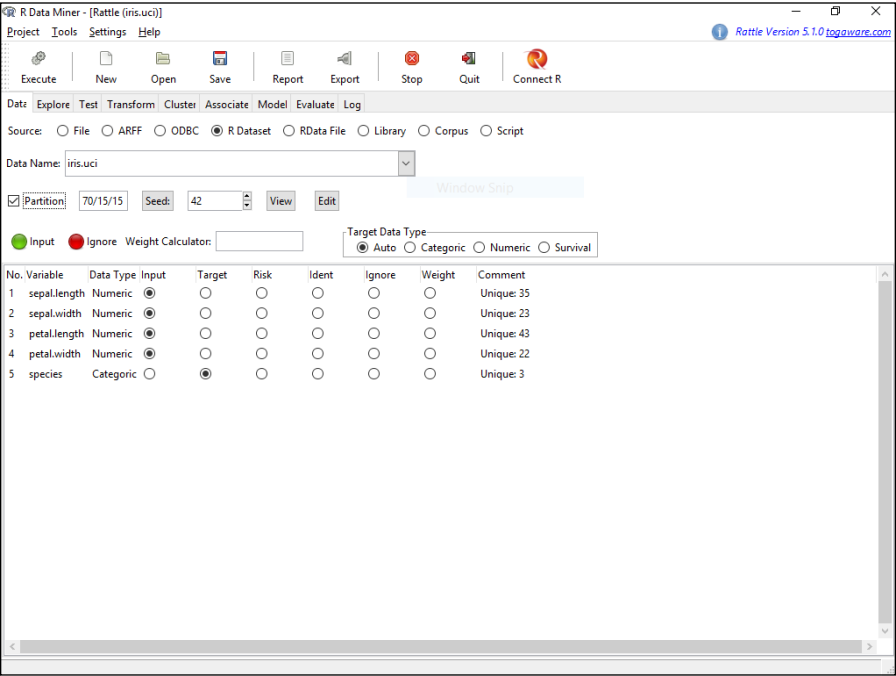 R Data Miner - [Rattle (iris.uci)]
Project Tools Settings Help
Rattle Version 5.1.0 togaware.com
Execute New Open Save Report Export Stop Quit Connect R
Data Explore Test Transform Cluster Associate Model Evaluate Log
Source: File ARFF ODBC R Dataset RData File Library Corpus Script
Data Name: iris.uci
Window Snip
Partition 70/15/15 Seed: 42 View Edit
Target Data Type
Input Ignore Weight Calculator: Auto Categoric Numeric Survival
No. Variable Data Type Input Target Risk Ident Ignore Weight Comment
1 sepal.length Numeric Unique: 35
2 sepal.width Numeric Unique: 23
3 petal.length Numeric Unique: 43
4 petal.width Numeric Unique: 22
5 species Categoric Unique: 3